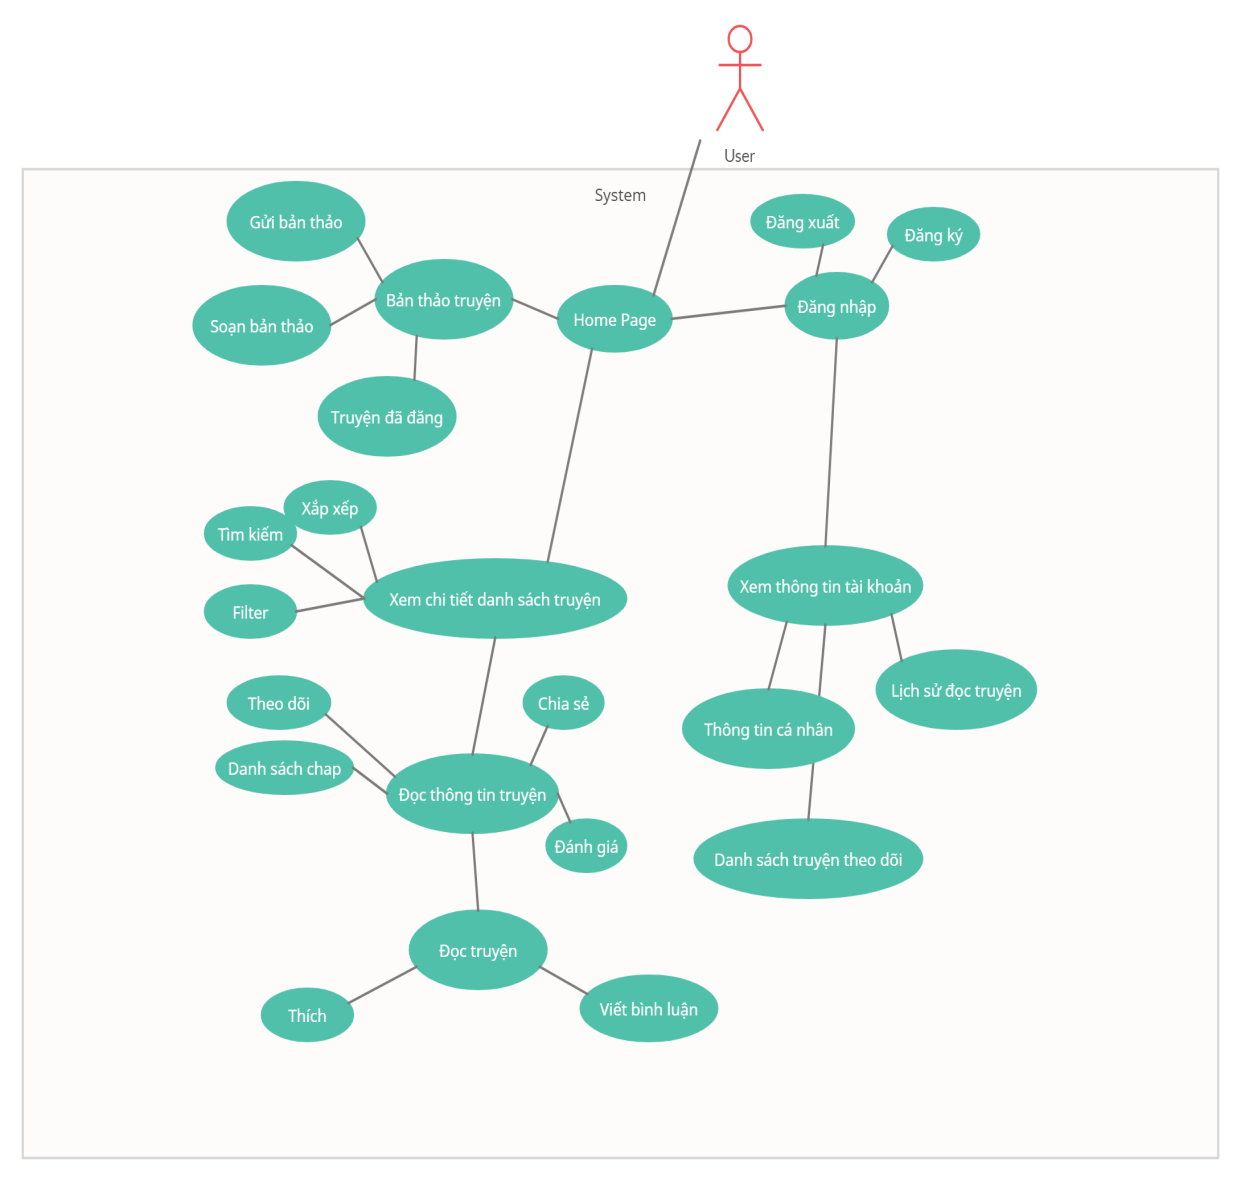 User
System
Gửi bản thảo
Đăng xuất
Đăng ký
Bản thảo truyện
Home Page
Đăng nhập
Soạn bản thảo
Truyện đã đăng
Xắp xếp
Tìm kiếm
Xem chi tiết danh sách truyện
Xem thông tin tài khoản
Filter
Theo dõi
Chia sẻ
Lịch sử đọc truyện
Thông tin cá nhân
Danh sách chap
Đọc thông tin truyện
Đánh giá
Danh sách truyện theo dõi
Đọc truyện
Thích
Viết bình luận